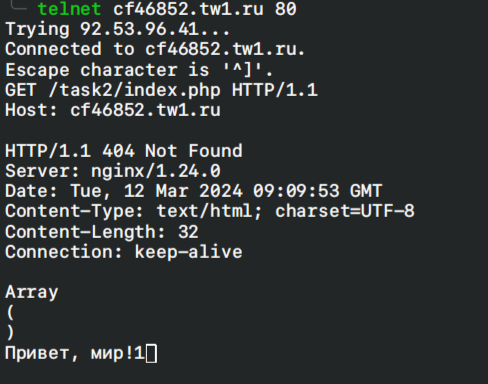 telnet cf46852.tw1.ru 80
Trying 92.53.96.41...
Connected to cf46852.tw1.ru.
Escape character is '^]'.
GET /task2/index.php HTTP/1.1
Host: cf46852.tw1.ru

HTTP/1.1 404 Not Found
Server: nginx/1.24.0
Date: Tue, 12 Mar 2024 09:09:53 GMT
Content-Type: text/html; charset=UTF-8
Content-Length: 32
Connection: keep-alive

Array
(
)
Привет, мир!1